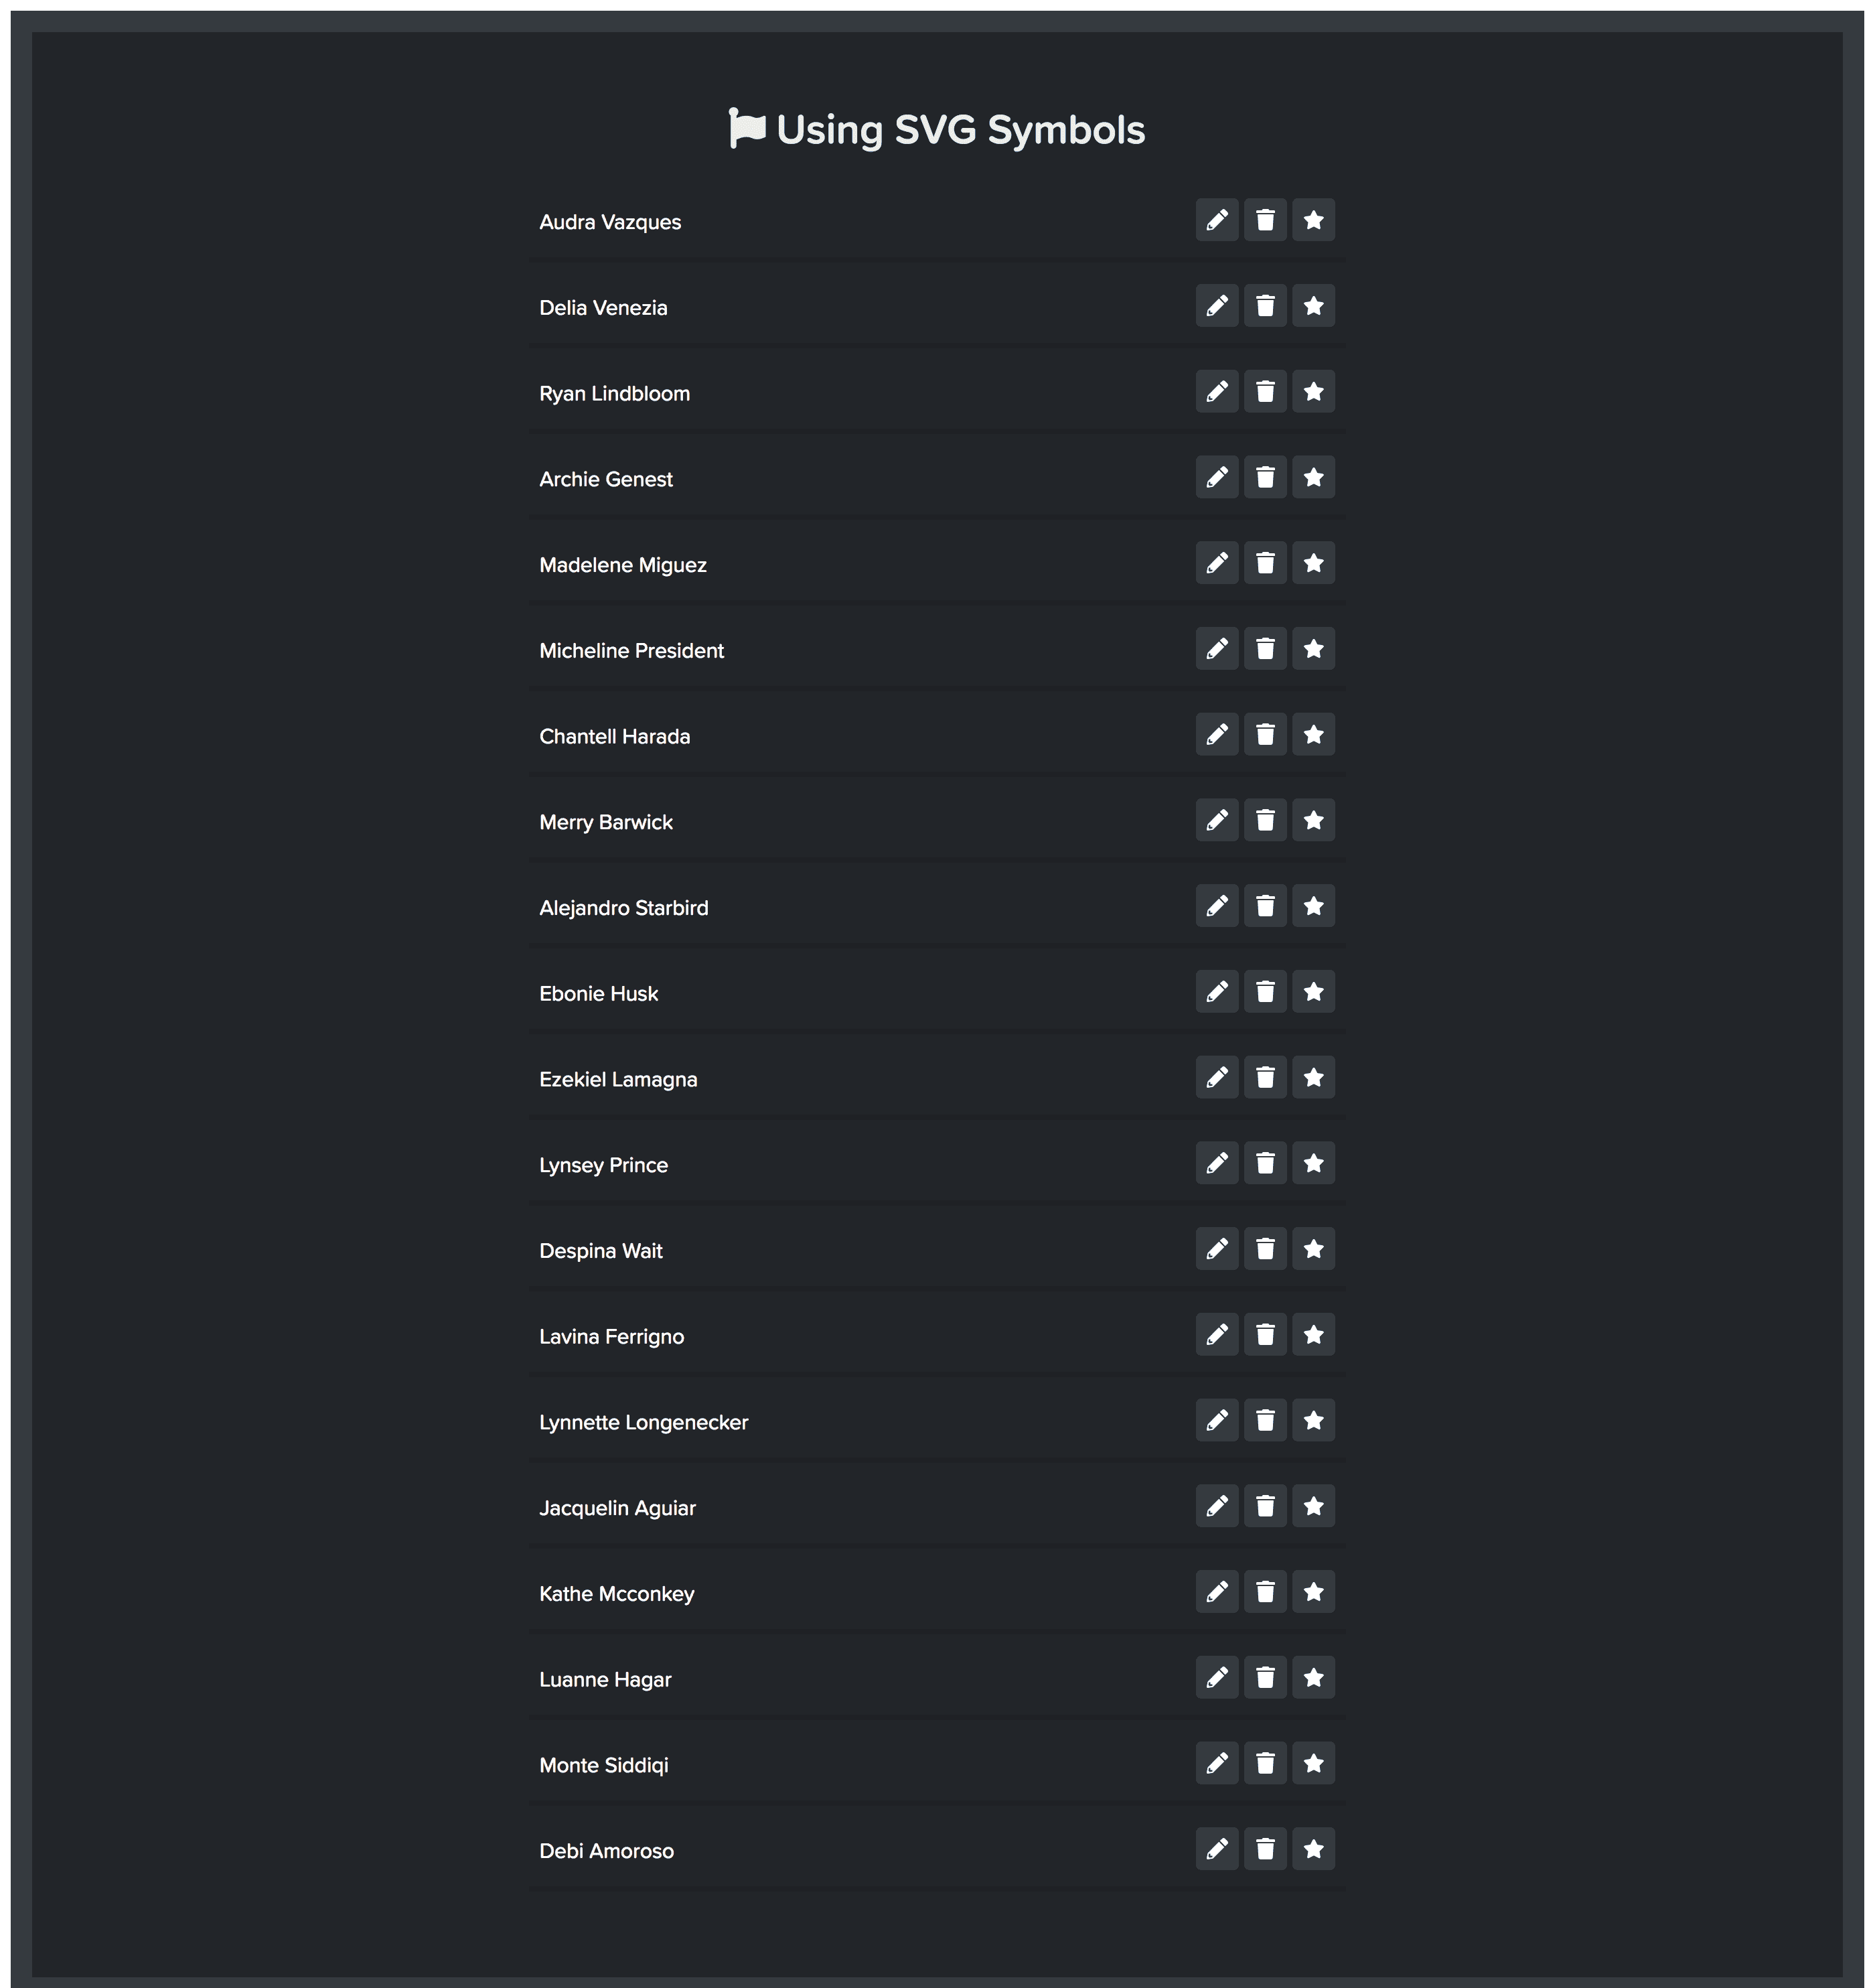 Using SVG Symbols
Audra Vazques
Delia Venezia
Ryan Lindbloom
Archie Genest
Madelene Miguez
Micheline President
Chantell Harada
Merry Barwick
Alejandro Starbird
Ebonie Husk
Ezekiel Lamagna
Lynsey Prince
Despina Wait
Lavina Ferrigno
Lynnette Longenecker
Jacquelin Aguiar
Kathe Mcconkey
Luanne Hagar
Monte Siddiqi
Debi Amoroso